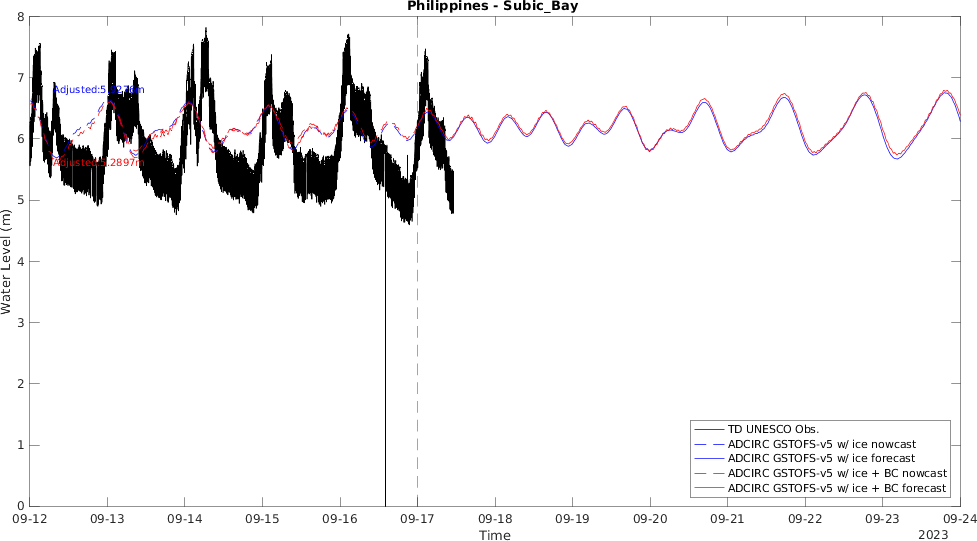 Philippines - Subic_Bay
8
7
6
5
4
3
2
1
0
Water Level (m)
09-12 09-13 09-14 09-15 09-16 09-17 09-18 09-19 09-20 09-21 09-22 09-23 09-24
Time
2023
TD UNESCO Obs.
ADCIRC GSTOFS-v5 w/ ice nowcast
ADCIRC GSTOFS-v5 w/ ice forecast
ADCIRC GSTOFS-v5 w/ ice + BC nowcast
ADCIRC GSTOFS-v5 w/ ice + BC forecast